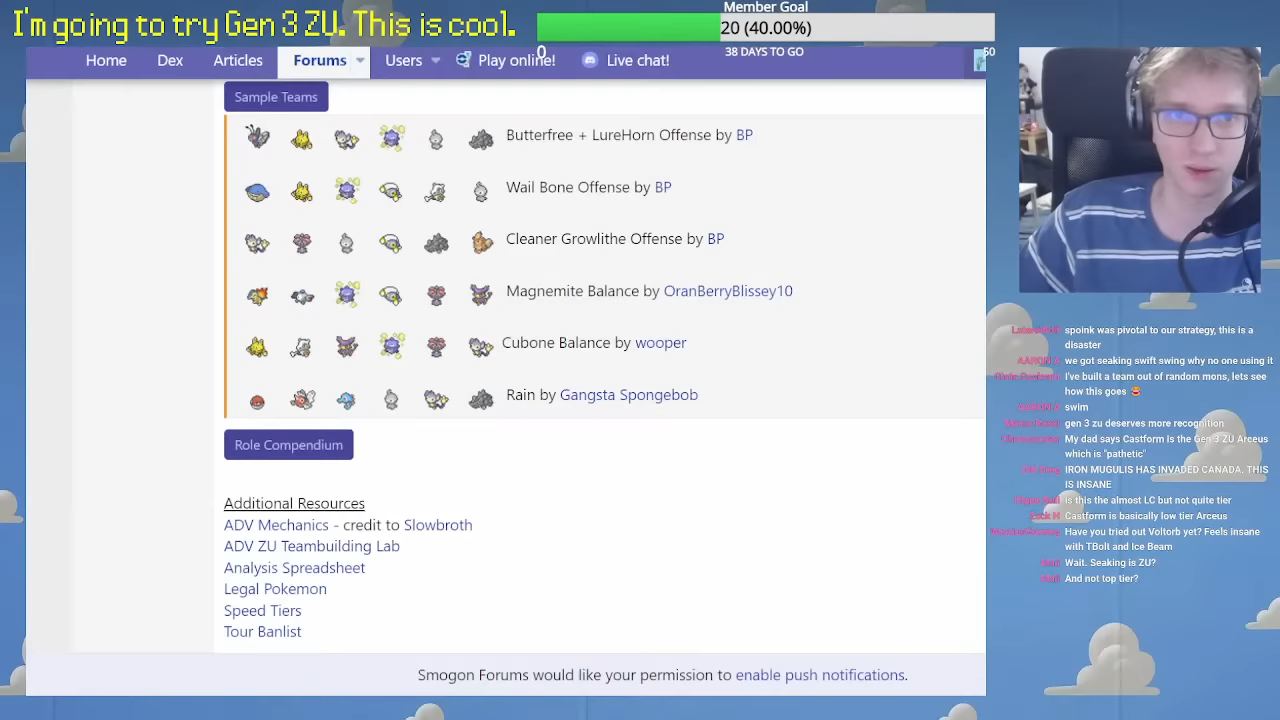 I'm going to try Gen 3 ZU. This is cool.
Member Goal
20 (40.00%)
0
38 DAYS TO GO
50
Home Dex Articles Forums Users Play online! Live chat!
Sample Teams
Butterfree + LureHorn Offense by BP
Wail Bone Offense by BP
Cleaner Growlithe Offense by BP
Magnemite Balance by OranBerryBlissey10
Cubone Balance by wooper
Rain by Gangsta Spongebob
Role Compendium
Additional Resources
ADV Mechanics - credit to Slowbroth
ADV ZU Teambuilding Lab
Analysis Spreadsheet
Legal Pokemon
Speed Tiers
Tour Banlist
Smogon Forums would like your permission to enable push notifications.
spoink was pivotal to our strategy, this is a
disaster
we got seaking swift swing why no one using it
I've built a team out of random mons, lets see
how this goes
swim
gen 3 zu deserves more recognition
My dad says Castform is the Gen 3 ZU Arceus
which is "pathetic"
IRON MUGULIS HAS INVADED CANADA. THIS
IS INSANE
is this the almost LC but not quite tier
Castform is basically low tier Arceus
Have you tried out Voltorb yet? Feels Insane
with TBolt and Ice Beam
Wait. Seaking is ZU?
And not top tier?